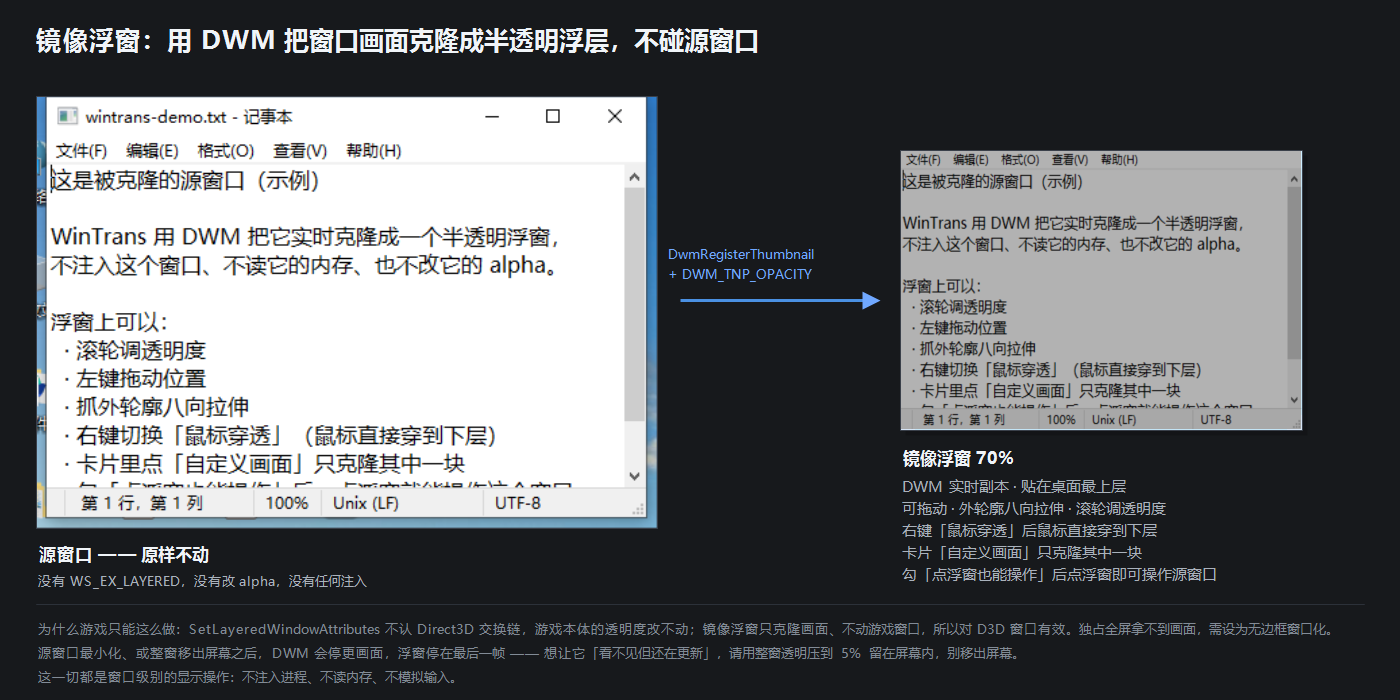 镜像浮窗：用 DWM 把窗口画面克隆成半透明浮层，不碰源窗口
wintrans-demo.txt - 记事本
文件(F) 编辑(E) 格式(O) 查看(V) 帮助(H)
这是被克隆的源窗口（示例）
WinTrans 用 DWM 把它实时克隆成一个半透明浮窗，
不注入这个窗口、不读它的内存、也不改它的 alpha。
浮窗上可以：
· 滚轮调透明度
· 左键拖动位置
· 抓外轮廓八向拉伸
· 右键切换「鼠标穿透」（鼠标直接穿到下层）
· 卡片里点「自定义画面」只克隆其中一块
第 1 行，第 1 列 100% Unix (LF) UTF-8
源窗口 —— 原样不动
没有 WS_EX_LAYERED，没有改 alpha，没有任何注入
DwmRegisterThumbnail
+ DWM_TNP_OPACITY
文件(F) 编辑(E) 格式(O) 查看(V) 帮助(H)
这是被克隆的源窗口（示例）
WinTrans 用 DWM 把它实时克隆成一个半透明浮窗，
不注入这个窗口、不读它的内存、也不改它的 alpha。
浮窗上可以：
· 滚轮调透明度
· 左键拖动位置
· 抓外轮廓八向拉伸
· 右键切换「鼠标穿透」（鼠标直接穿到下层）
· 卡片里点「自定义画面」只克隆其中一块
第 1 行，第 1 列 100% Unix (LF) UTF-8
镜像浮窗 70%
DWM 实时副本 · 贴在桌面最上层
可拖动 · 外轮廓八向拉伸 · 滚轮调透明度
右键「鼠标穿透」后鼠标直接穿到下层
卡片「自定义画面」只克隆其中一块
勾「点浮窗也能操作」后点浮窗即可操作源窗口
为什么游戏只能这么做：SetLayeredWindowAttributes 不认 Direct3D 交换链，游戏本体的透明度改不动；镜像浮窗只克隆画面、不动游戏窗口，所以对 D3D 窗口有效。独占全屏拿不到画面，需设为无边框窗口化。
源窗口最小化、或整窗移出屏幕之后，DWM 会停更画面，浮窗停在最后一帧 —— 想让它「看不见但还在更新」，请用整窗透明压到 5% 留在屏幕内，别移出屏幕。
这一切都是窗口级别的显示操作：不注入进程、不读内存、不模拟输入。